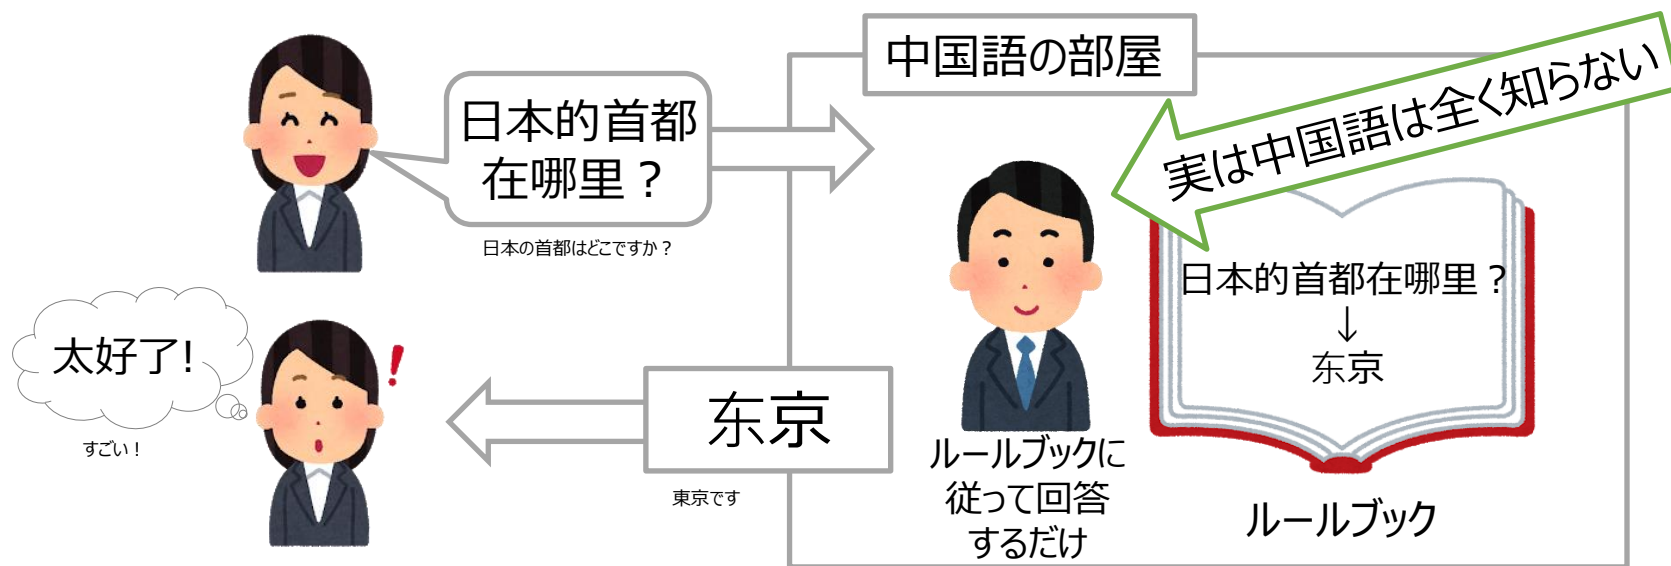 中国語の部屋
実は中国語は全く知らない
日本的首都
在哪里？
日本の首都はどこですか？
日本的首都在哪里？
↓
东京
太好了!
すごい！
东京
東京です
ルールブックに
従って回答
するだけ
ルールブック